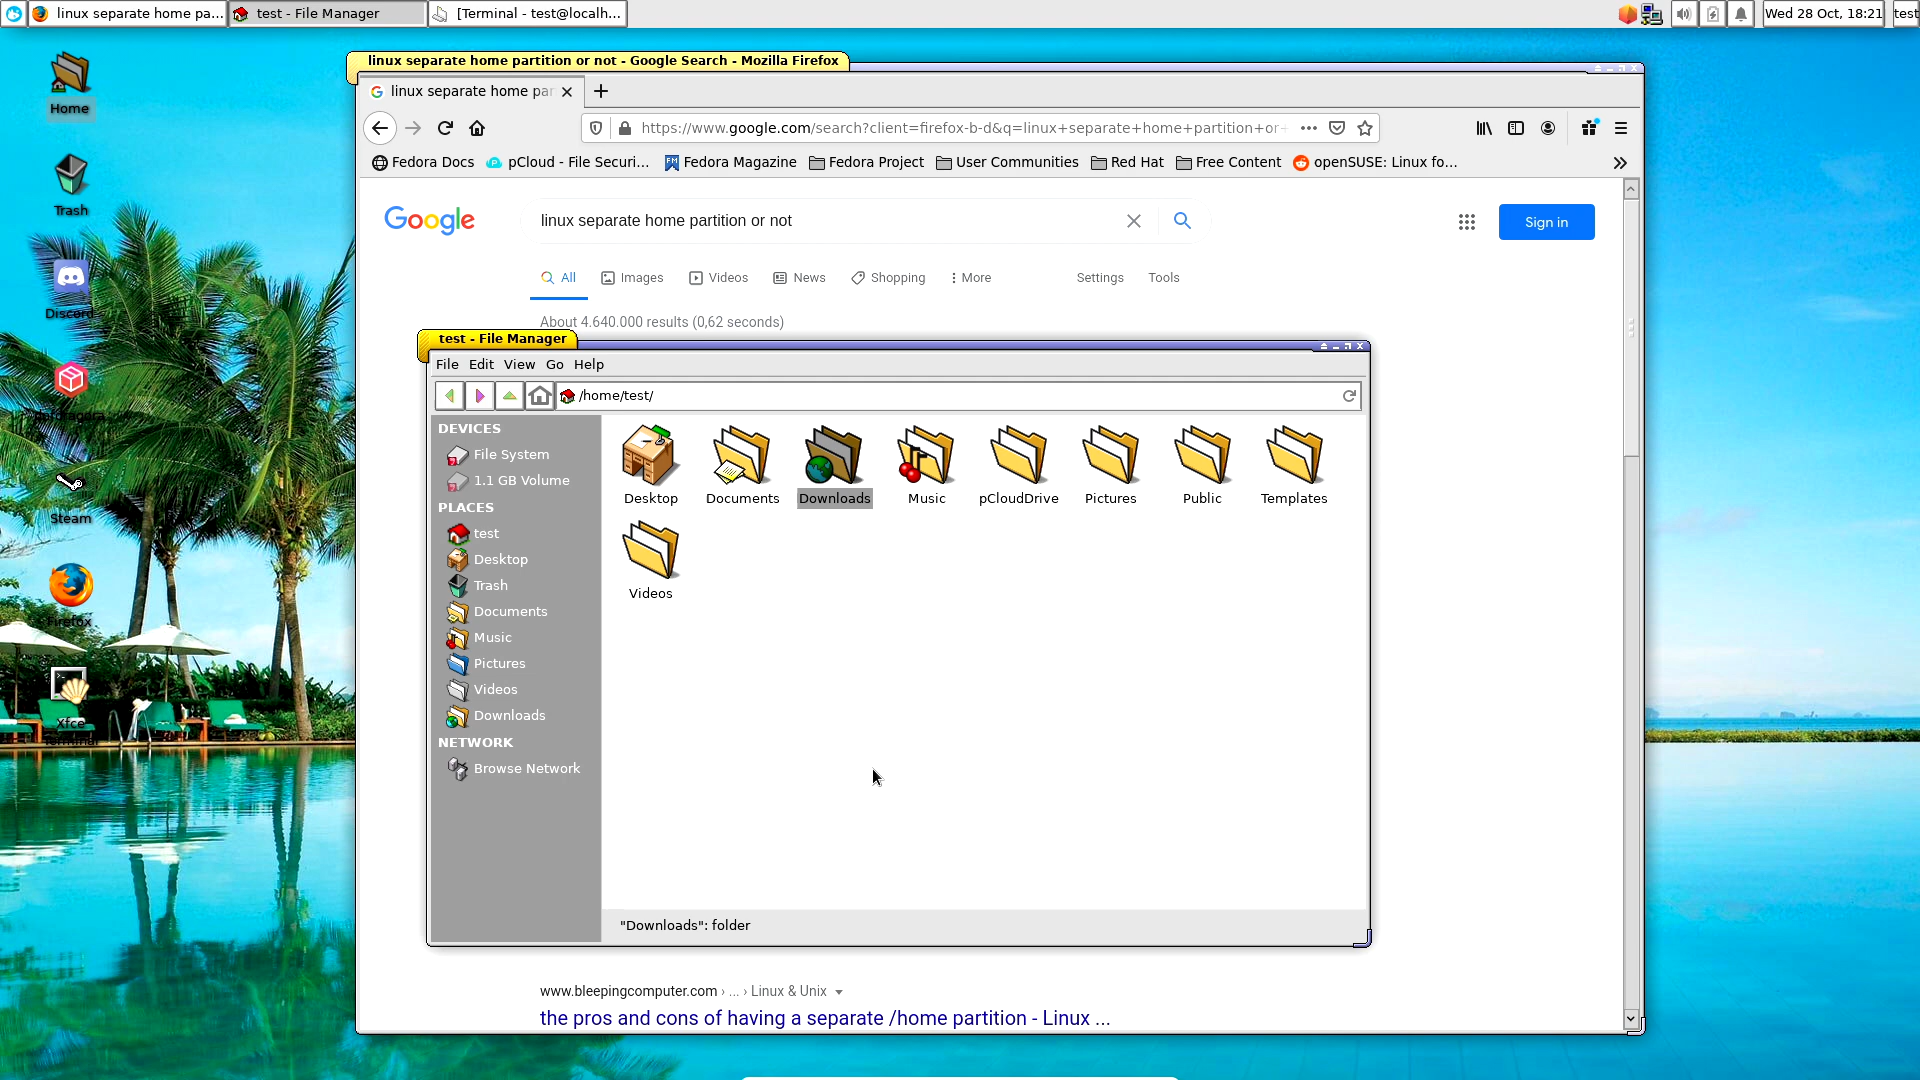 linux separate home pa...
test - File Manager
[Terminal - test@localh...
Wed 28 Oct, 18:21
test
Home
Trash
Discord
Steam
Firefox
Xfce
Terminal
linux separate home partition or not - Google Search - Mozilla Firefox
linux separate home par
https://www.google.com/search?client=firefox-b-d&q=linux+separate+home+partition+or+
Fedora Docs
pCloud - File Securi...
Fedora Magazine
Fedora Project
User Communities
Red Hat
Free Content
openSUSE: Linux fo...
Google
linux separate home partition or not
Sign in
All
Images
Videos
News
Shopping
More
Settings
Tools
About 4.640.000 results (0,62 seconds)
test - File Manager
File Edit View Go Help
/home/test/
DEVICES
File System
1.1 GB Volume
PLACES
test
Desktop
Trash
Documents
Music
Pictures
Videos
Downloads
NETWORK
Browse Network
Desktop
Documents
Downloads
Music
pCloudDrive
Pictures
Public
Templates
Videos
"Downloads": folder
www.bleepingcomputer.com › ... › Linux & Unix
the pros and cons of having a separate /home partition - Linux ...